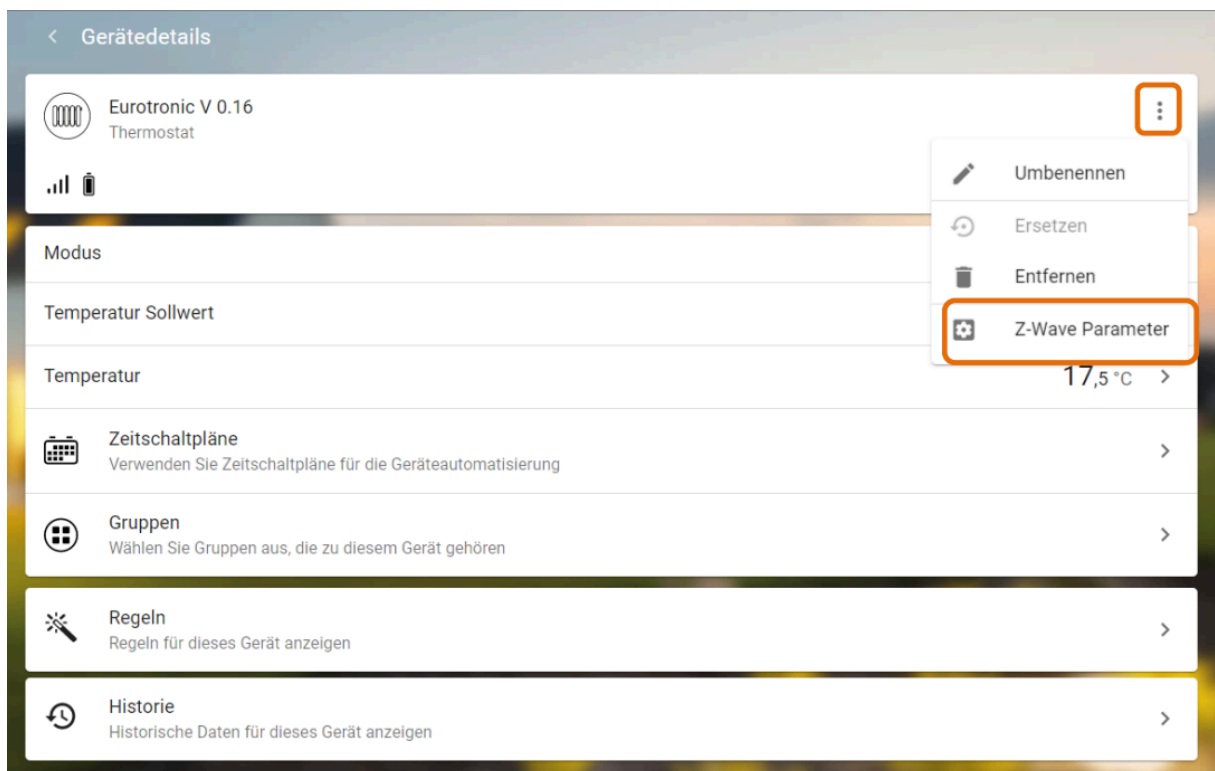 Gerätedetails
Eurotronic V 0.16
Thermostat
Umbenennen
Ersetzen
Entfernen
Z-Wave Parameter
Modus
Temperatur Sollwert
Temperatur
17,5 °C
Zeitschaltpläne
Verwenden Sie Zeitschaltpläne für die Geräteautomatisierung
Gruppen
Wählen Sie Gruppen aus, die zu diesem Gerät gehören
Regeln
Regeln für dieses Gerät anzeigen
Historie
Historische Daten für dieses Gerät anzeigen